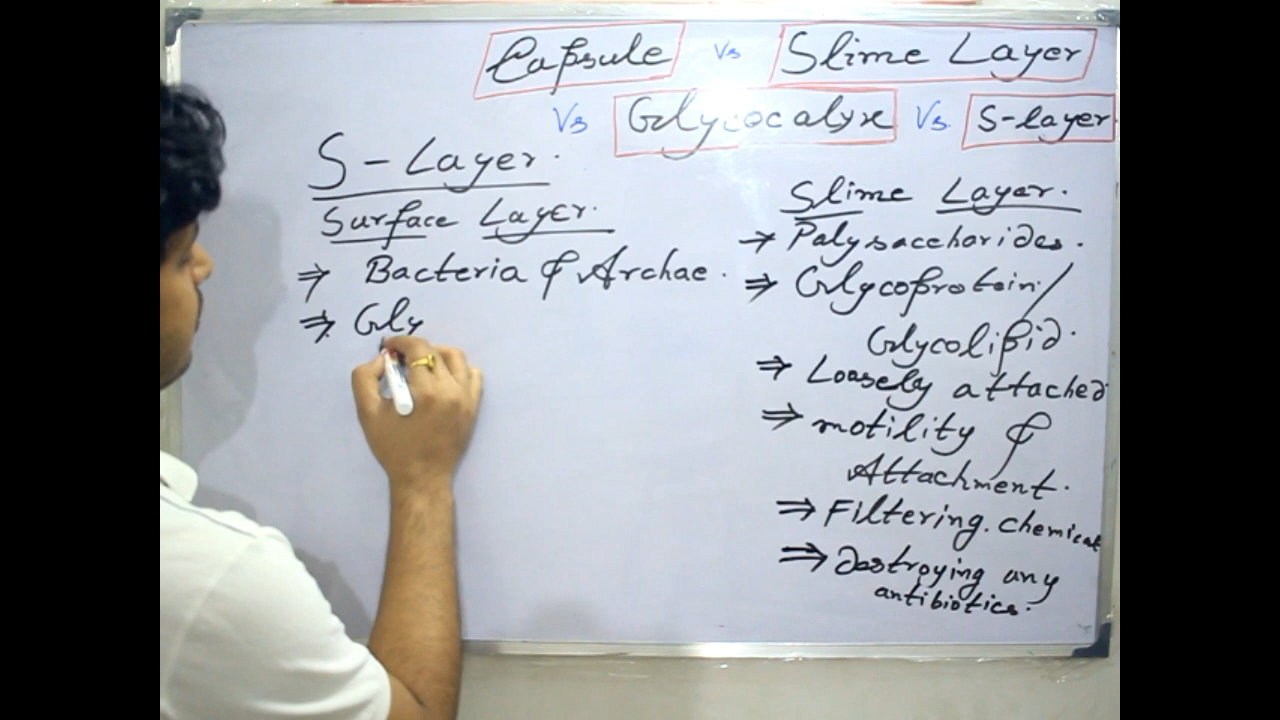 Capsule vs Slime Layer
Vs Glycocalyx Vs S-layer
S-Layer.
Surface Layer.
⇒ Bacteria & Archae.
⇒ Gly
Slime Layer.
→ Polysaccharides.
⇒ Glycoprotein/
Glycolipid.
⇒ Loosely attached
⇒ motility &
Attachment.
⇒ Filtering. chemical
⇒ destroying any
antibiotics.